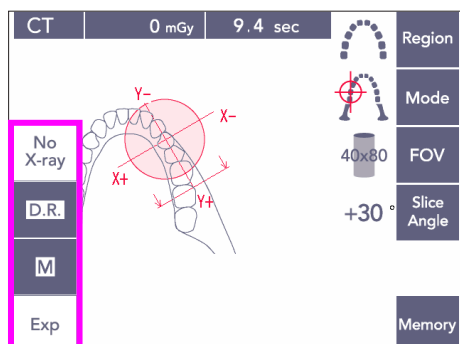 CT
0 mGy
9.4 sec
Region
Y-
X-
Mode
No
X-ray
X+
Y+
40x80
FOV
D.R.
+30°
Slice
Angle
M
Exp
Memory